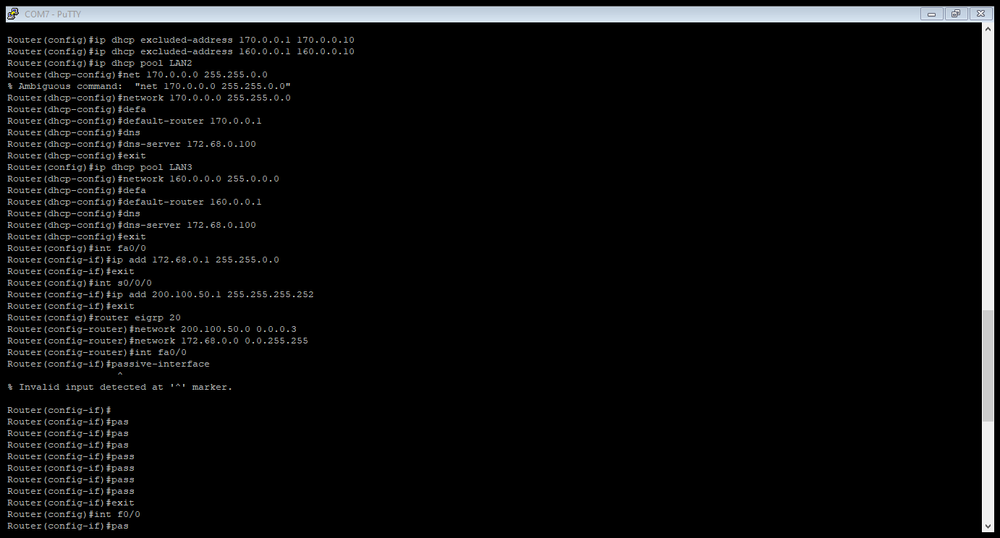 COM7 - PuTTY
Router(config)#ip dhcp excluded-address 170.0.0.1 170.0.0.10
Router(config)#ip dhcp excluded-address 160.0.0.1 160.0.0.10
Router(config)#ip dhcp pool LAN2
Router(dhcp-config)#net 170.0.0.0 255.255.0.0
% Ambiguous command:  "net 170.0.0.0 255.255.0.0"
Router(dhcp-config)#network 170.0.0.0 255.255.0.0
Router(dhcp-config)#defa
Router(dhcp-config)#default-router 170.0.0.1
Router(dhcp-config)#dns
Router(dhcp-config)#dns-server 172.68.0.100
Router(dhcp-config)#exit
Router(config)#ip dhcp pool LAN3
Router(dhcp-config)#network 160.0.0.0 255.0.0.0
Router(dhcp-config)#defa
Router(dhcp-config)#default-router 160.0.0.1
Router(dhcp-config)#dns
Router(dhcp-config)#dns-server 172.68.0.100
Router(dhcp-config)#exit
Router(config)#int fa0/0
Router(config-if)#ip add 172.68.0.1 255.255.0.0
Router(config-if)#exit
Router(config)#int s0/0/0
Router(config-if)#ip add 200.100.50.1 255.255.255.252
Router(config-if)#exit
Router(config)#router eigrp 20
Router(config-router)#network 200.100.50.0 0.0.0.3
Router(config-router)#network 172.68.0.0 0.0.255.255
Router(config-router)#int fa0/0
Router(config-if)#passive-interface
                   ^
% Invalid input detected at '^' marker.
Router(config-if)#
Router(config-if)#pas
Router(config-if)#pas
Router(config-if)#pas
Router(config-if)#pass
Router(config-if)#pass
Router(config-if)#pass
Router(config-if)#pass
Router(config-if)#exit
Router(config)#int f0/0
Router(config-if)#pas